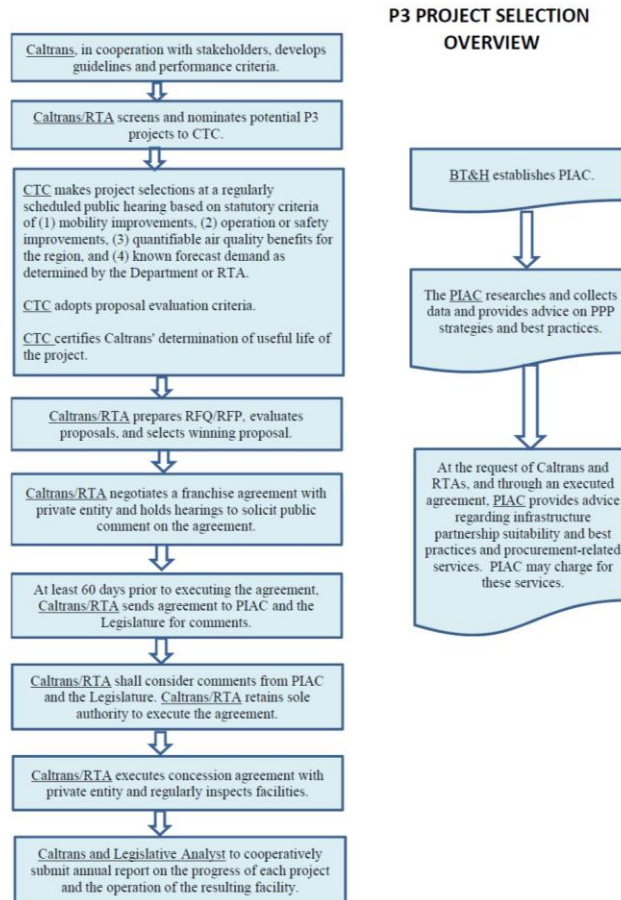 P3 PROJECT SELECTION
OVERVIEW
Caltrans, in cooperation with stakeholders, develops
guidelines and performance criteria.
Caltrans/RTA screens and nominates potential P3
projects to CTC.
CTC makes project selections at a regularly
scheduled public hearing based on statutory criteria
of (1) mobility improvements, (2) operation or safety
improvements, (3) quantifiable air quality benefits for
the region, and (4) known forecast demand as
determined by the Department or RTA.
CTC adopts proposal evaluation criteria.
CTC certifies Caltrans' determination of useful life of
the project.
Caltrans/RTA prepares RFQ/RFP, evaluates
proposals, and selects winning proposal.
Caltrans/RTA negotiates a franchise agreement with
private entity and holds hearings to solicit public
comment on the agreement.
At least 60 days prior to executing the agreement,
Caltrans/RTA sends agreement to PIAC and the
Legislature for comments.
Caltrans/RTA shall consider comments from PIAC
and the Legislature. Caltrans/RTA retains sole
authority to execute the agreement.
Caltrans/RTA executes concession agreement with
private entity and regularly inspects facilities.
Caltrans and Legislative Analyst to cooperatively
submit annual report on the progress of each project
and the operation of the resulting facility.
BT&H establishes PIAC.
The PIAC researches and collects
data and provides advice on PPP
strategies and best practices.
At the request of Caltrans and
RTAs, and through an executed
agreement, PIAC provides advice
regarding infrastructure
partnership suitability and best
practices and procurement-related
services. PIAC may charge for
these services.